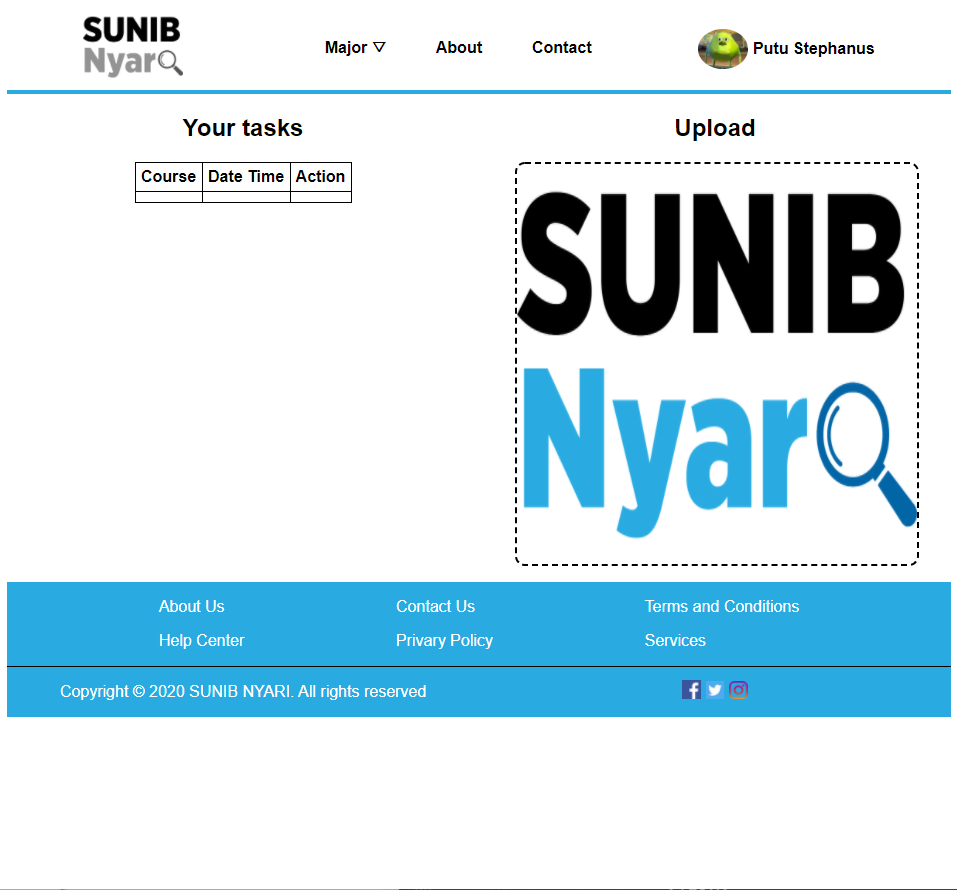 SUNIB
Nyar
Major ▽ About Contact Putu Stephanus
Your tasks
Course Date Time Action
Upload
SUNIB
Nyar
About Us Contact Us Terms and Conditions
Help Center Privary Policy Services
Copyright © 2020 SUNIB NYARI. All rights reserved